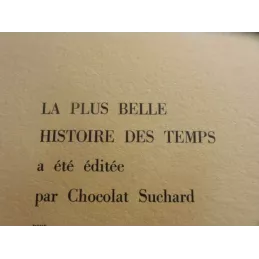 LA PLUS BELLE
HISTOIRE DES TEMPS
a été éditée
par Chocolat Suchard